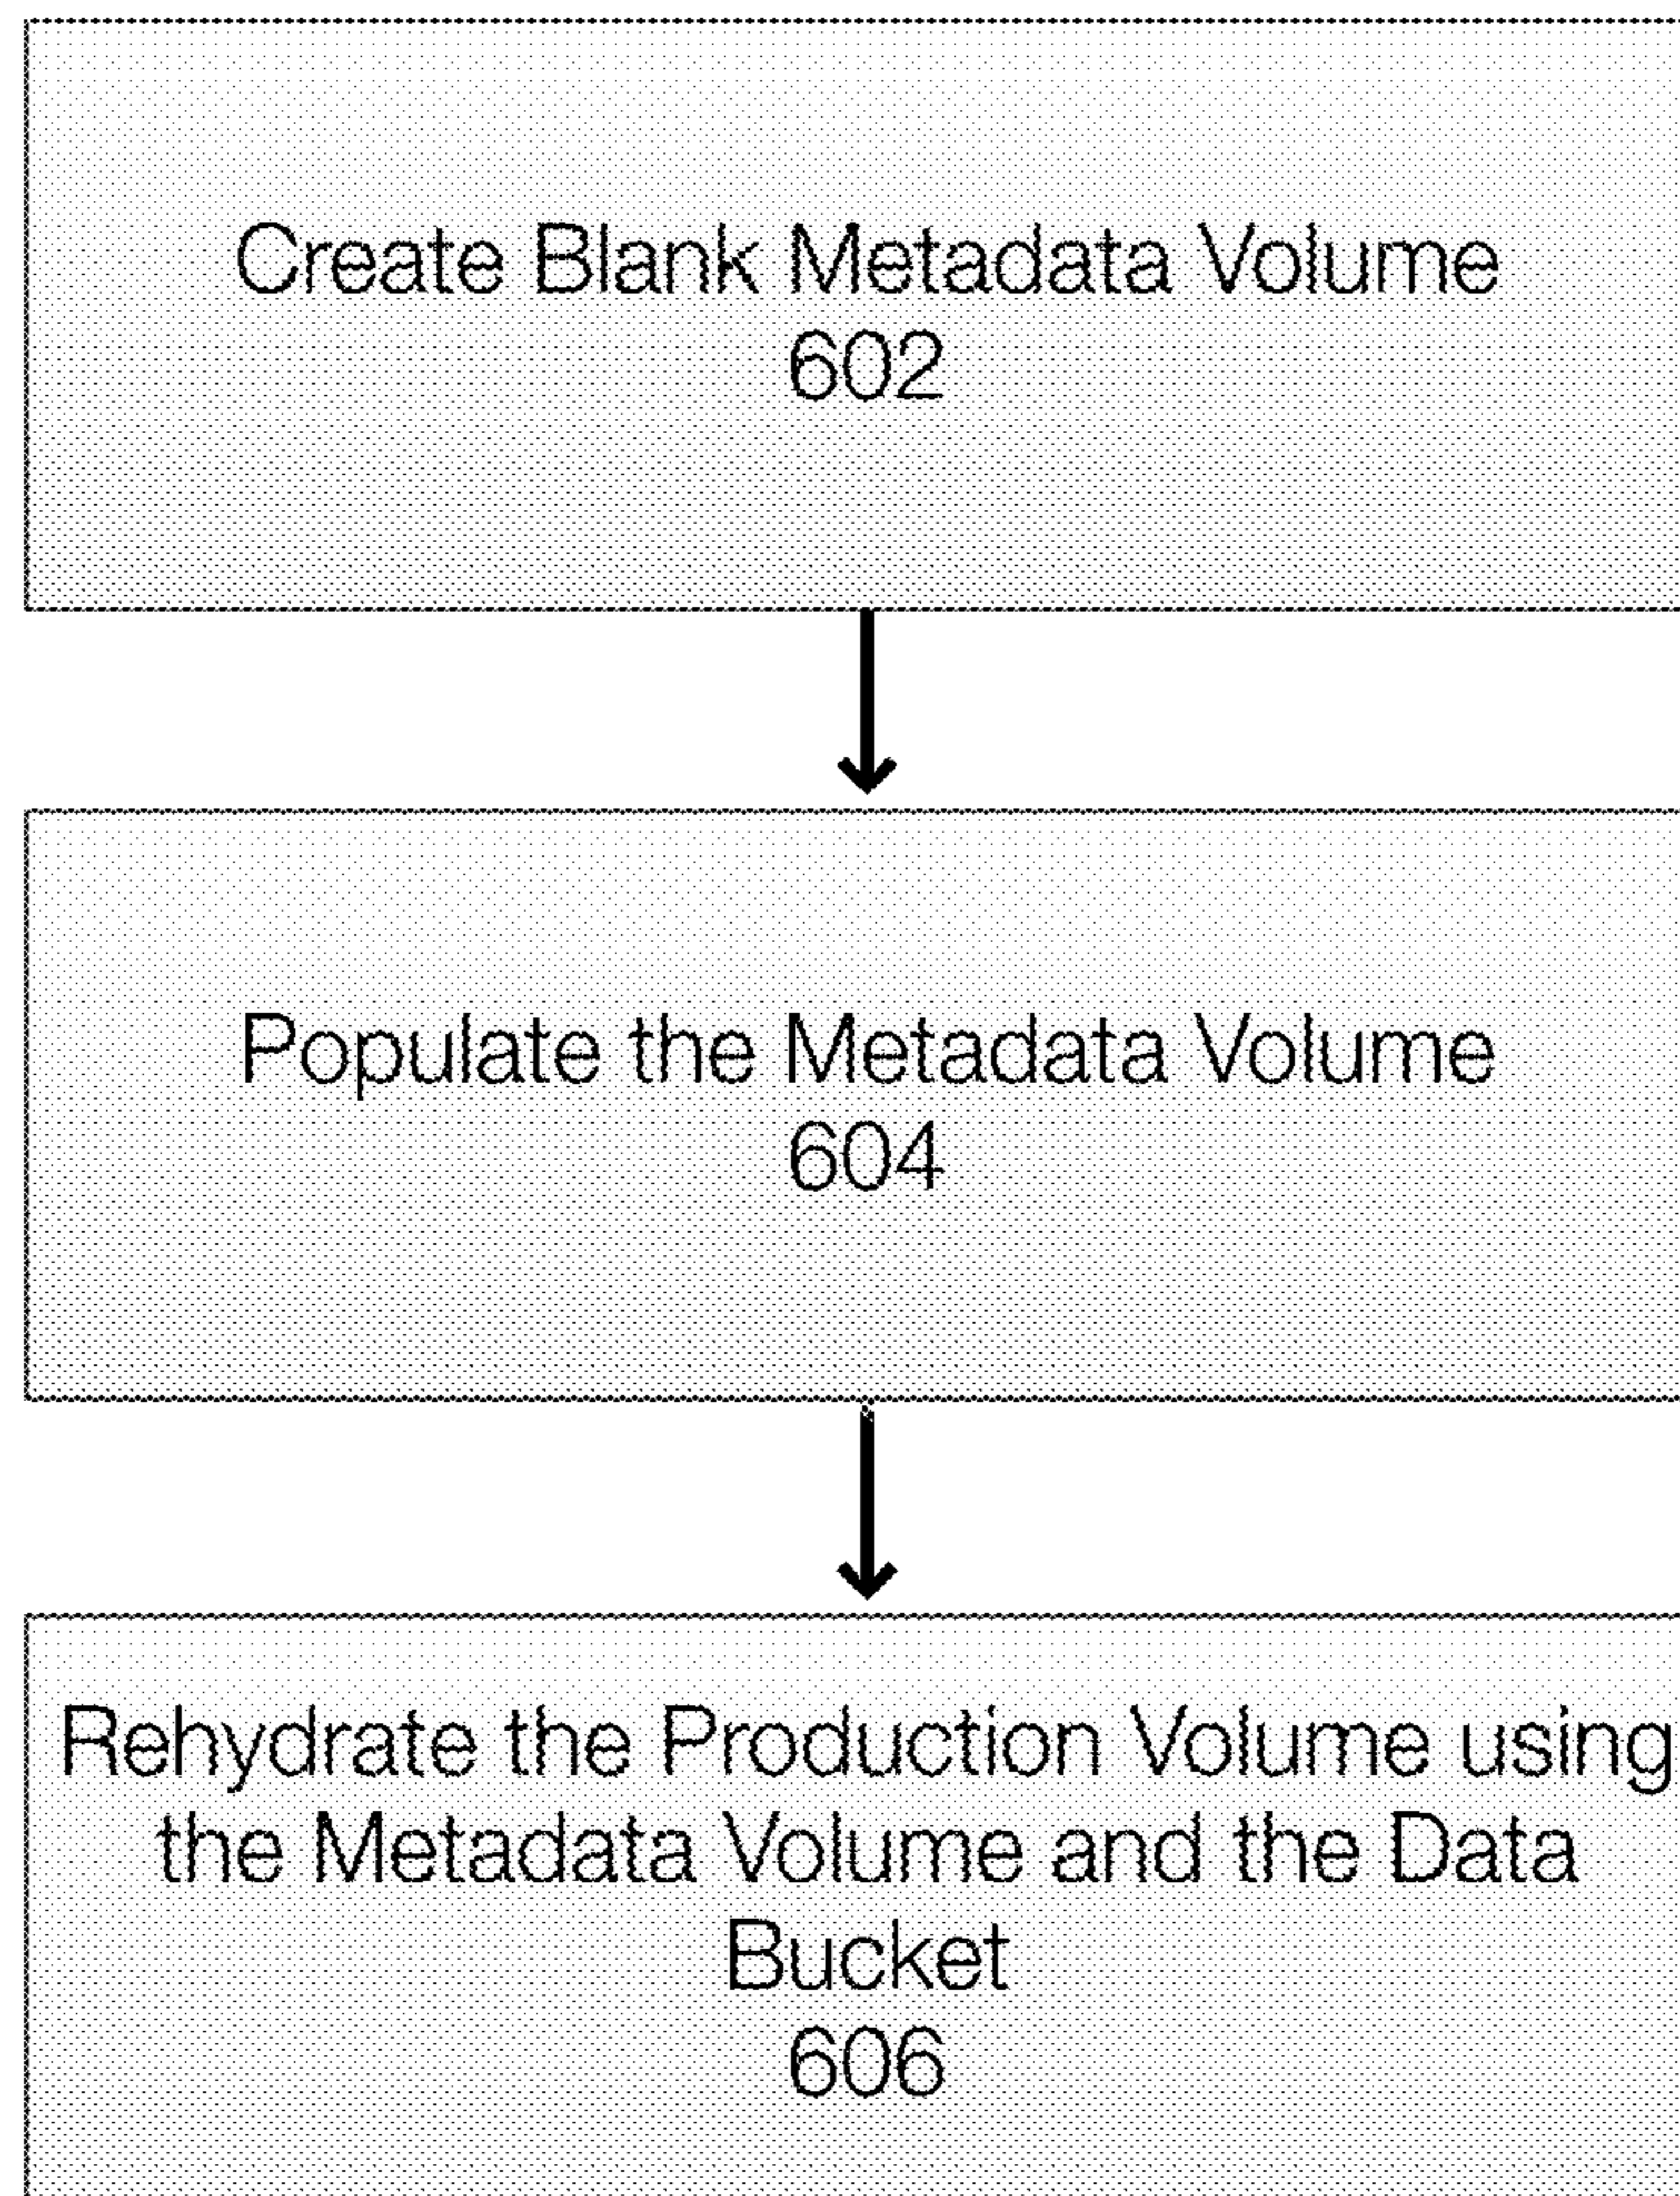 Create Blank Metadata Volume
602
Populate the Metadata Volume
604
Rehydrate the Production Volume using
the Metadata Volume and the Data
Bucket
606